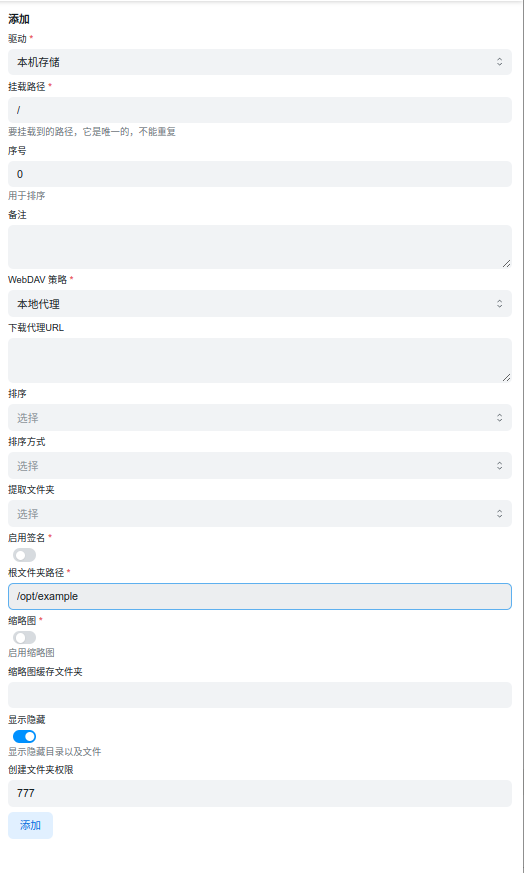 添加
驱动 *
本机存储
挂载路径 *
/
要挂载到的路径，它是唯一的，不能重复
序号
0
用于排序
备注
WebDAV 策略 *
本地代理
下载代理URL
排序
选择
排序方式
选择
提取文件夹
选择
启用签名 *
根文件夹路径 *
/opt/example
缩略图 *
启用缩略图
缩略图缓存文件夹
显示隐藏
显示隐藏目录以及文件
创建文件夹权限
777
添加